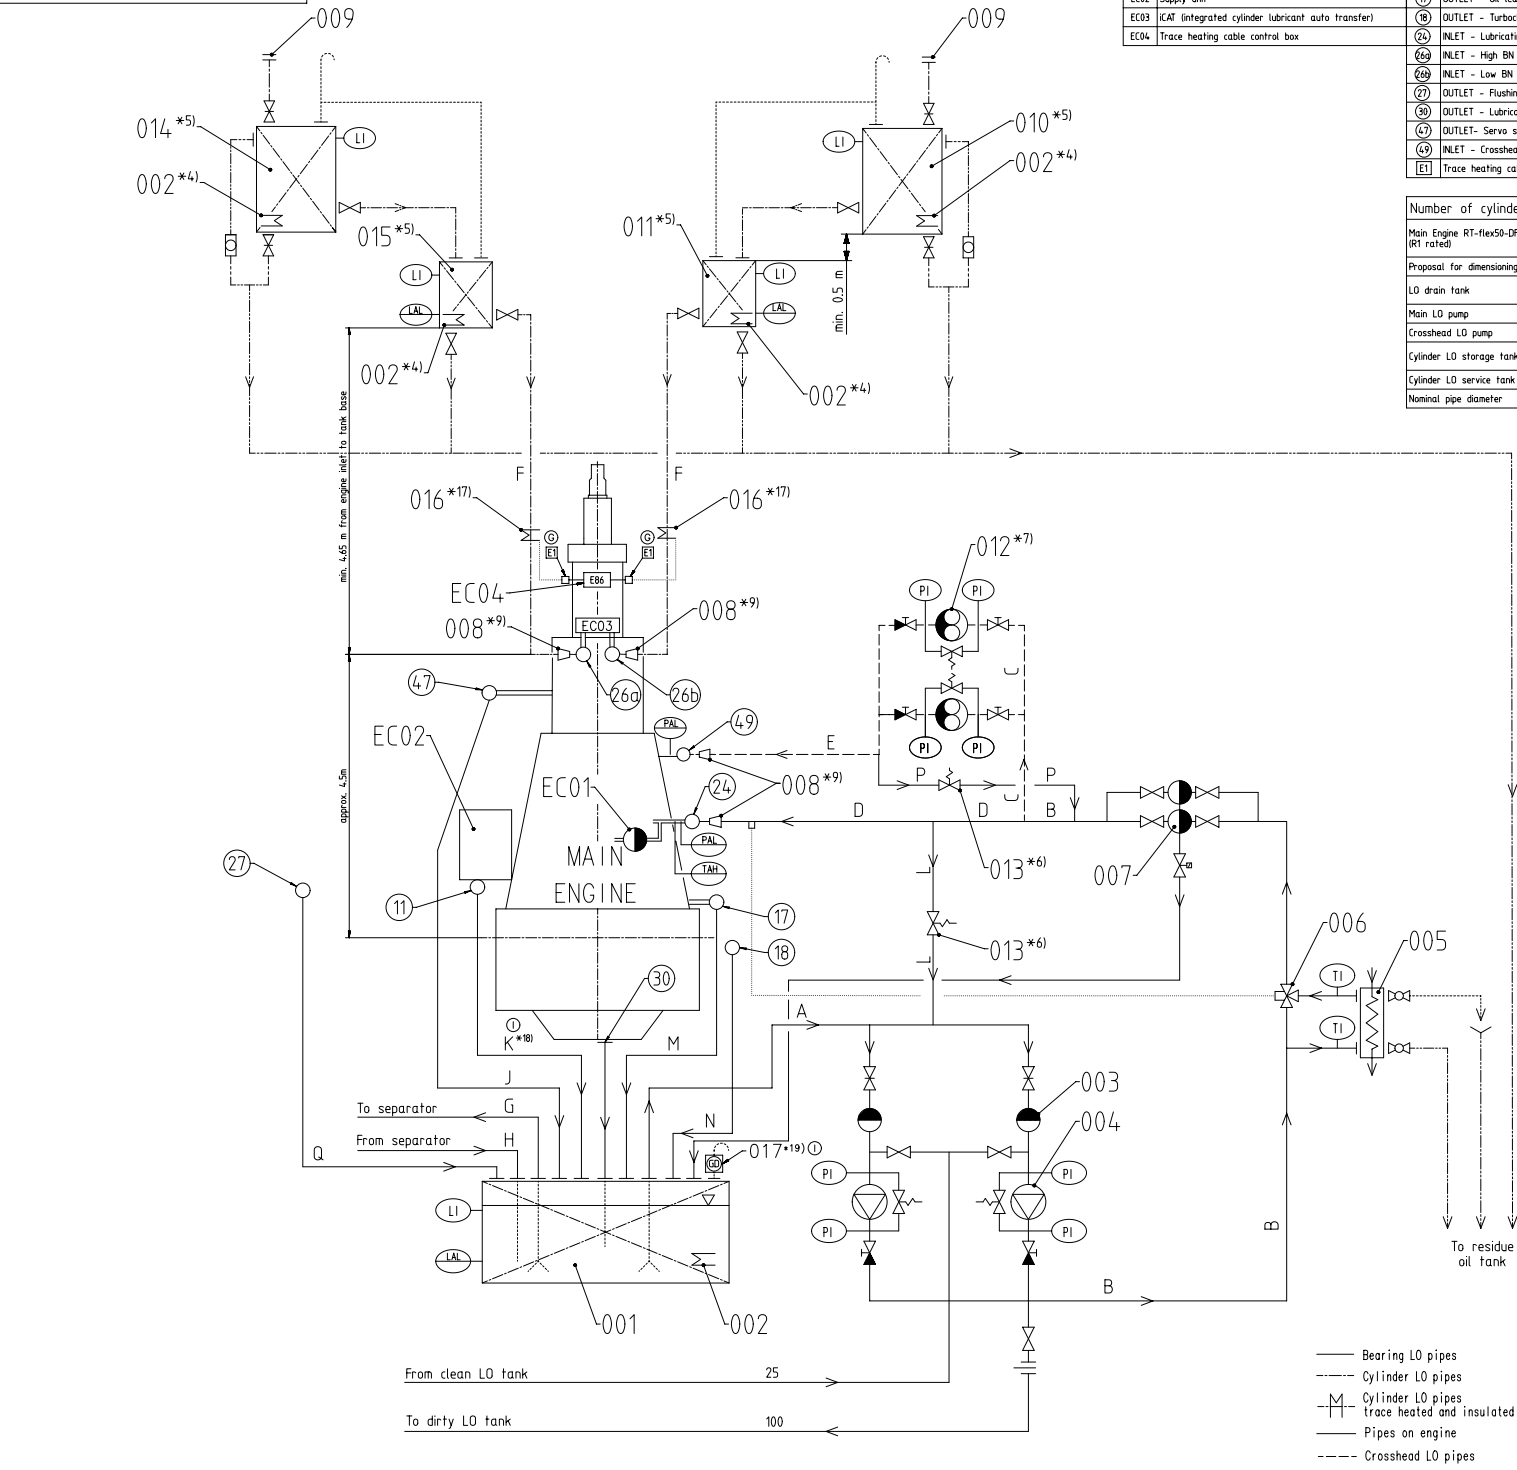 009
009
EC03 iCAT (integrated cylinder lubricant auto transfer)
EC04 Trace heating cable control box
18 OUTLET - Turboc
24 INLET - Lubricatin
26a INLET - High BN
26b INLET - Low BN
27 OUTLET - Flushin
30 OUTLET - Lubrica
47 OUTLET- Servo s
49 INLET - Crosshea
E1 Trace heating ca
Number of cylinde
Main Engine RT-flex50-DF
(R1 rated)
Proposal for dimensioning
LO drain tank
Main LO pump
Crosshead LO pump
Cylinder LO storage tank
Cylinder LO service tank
Nominal pipe diameter
014*5)
LI
LI
010*5)
002*4)
002*4)
015*5)
011*5)
LI
LI
LAL
LAL
min. 0.5 m
002*4)
002*4)
min. 4.65 m from engine inlet to tank base
F
F
016*17)
016*17)
G
E1
G
E1
E86
EC04
EC03
008*9)
008*9)
26a
26b
012*7)
PI
PI
C
PI
PI
47
PAL
49
E
EC02
P
P
C
008*9)
EC01
24
D
D
B
PAL
TAH
MAIN
ENGINE
approx. 4.5m
013*6)
007
L
27
11
17
18
013*6)
L
006
005
30
TI
TI
I
K*18)
M
A
J
003
To separator
G
N
004
From separator
H
Q
017*19)
I
GD
PI
PI
PI
PI
LI
LAL
B
To residue
oil tank
001
002
B
From clean LO tank
25
To dirty LO tank
100
Bearing LO pipes
Cylinder LO pipes
Cylinder LO pipes
trace heated and insulated
Pipes on engine
Crosshead LO pipes